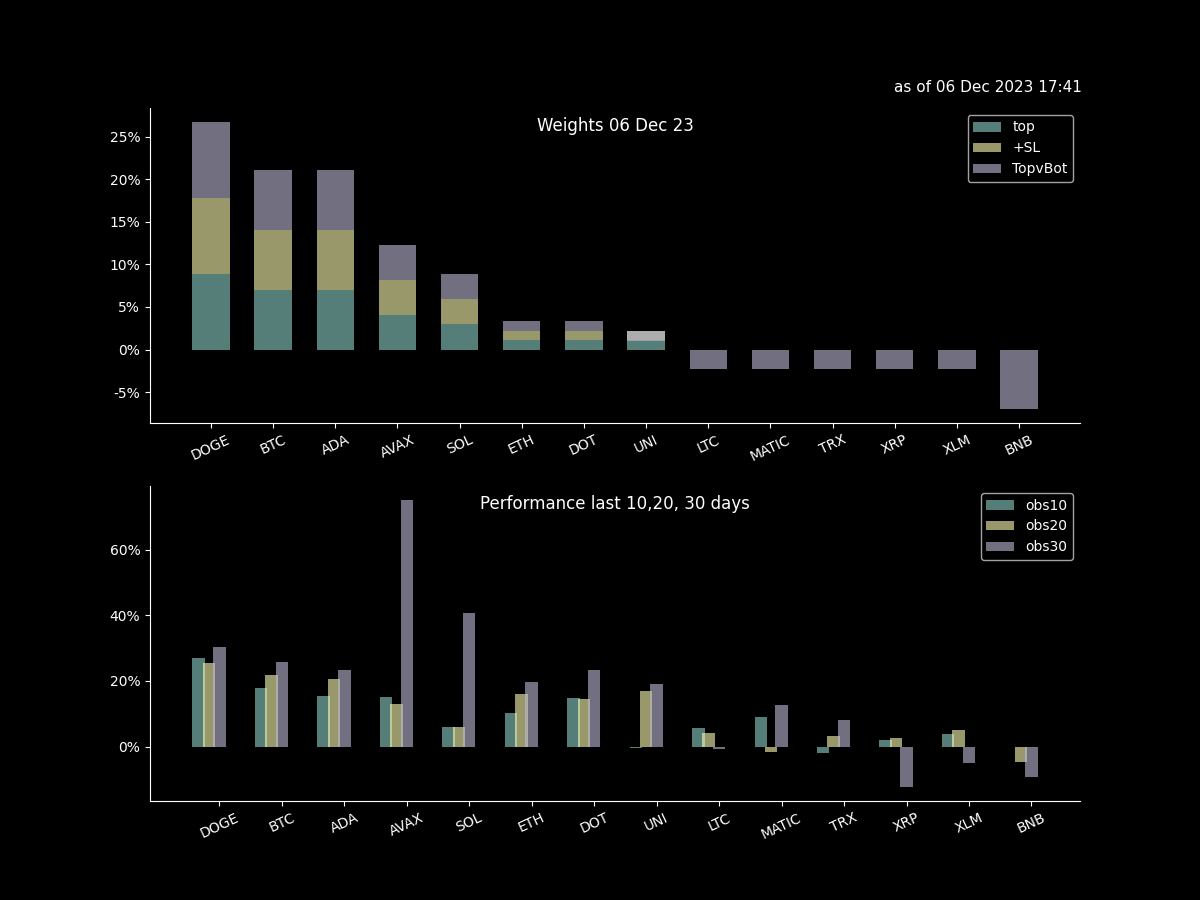 as of 06 Dec 2023 17:41
Weights 06 Dec 23
top
+SL
TopvBot
25%
20%
15%
10%
5%
0%
-5%
DOGE BTC ADA AVAX SOL ETH DOT UNI LTC MATIC TRX XRP XLM BNB
Performance last 10,20, 30 days
obs10
obs20
obs30
60%
40%
20%
0%
DOGE BTC ADA AVAX SOL ETH DOT UNI LTC MATIC TRX XRP XLM BNB